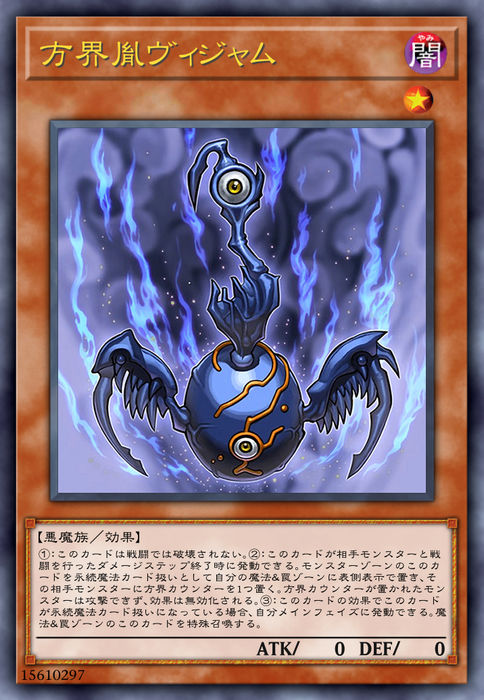 方界胤ヴィジャム
やみ
闇
【悪魔族／効果】
①：このカードは戦闘では破壊されない。②：このカードが相手モンスターと戦
闘を行ったダメージステップ終了時に発動できる。モンスターゾーンのこのカ
ードを永続魔法カード扱いとして自分の魔法&罠ゾーンに表側表示で置き、そ
の相手モンスターに方界カウンターを1つ置く。方界カウンターが置かれたモン
スターは攻撃できず、効果は無効化される。③：このカードの効果でこのカード
が永続魔法カード扱いになっている場合、自分メインフェイズに発動できる。魔
法&罠ゾーンのこのカードを特殊召喚する。
ATK/ 0 DEF/ 0
15610297